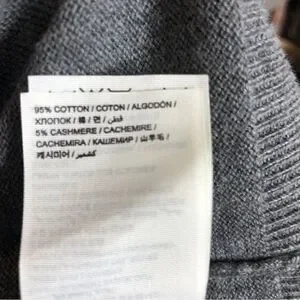 95% COTTON / COTON / ALGODÓN /
ХЛОПОК / 棉 / 면 / قطن /
5% CASHMERE / CACHEMIRE /
CACHEMIRA / КАШЕМИР / 山羊毛 /
캐시미어 / كشمير